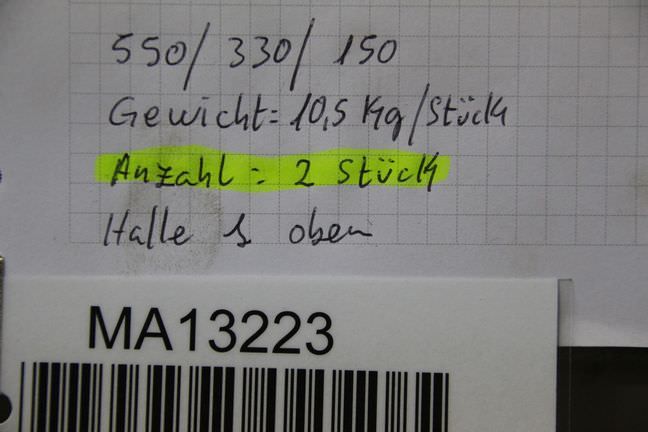 550/ 330/ 150
Gewicht= 10,5 Kg/Stück
Anzahl = 2 Stück
Halle 1 oben
MA13223